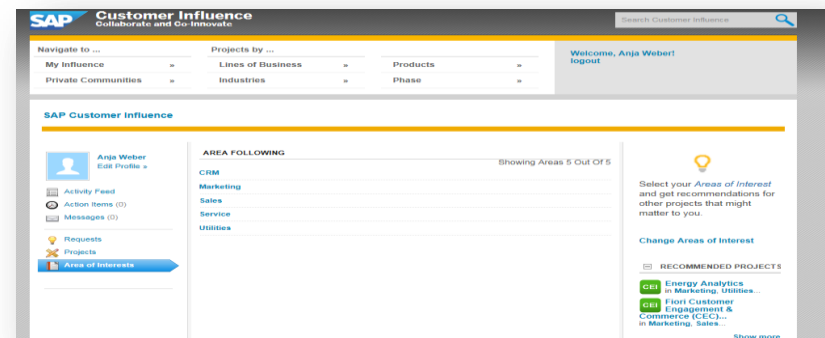 SAP Customer Influence
Collaborate and Co-Innovate
Search Customer Influence
Navigate to ...
Projects by ...
Welcome, Anja Weber!
logout
My Influence »
Lines of Business »
Products »
Private Communities »
Industries »
Phase »
SAP Customer Influence
Anja Weber
Edit Profile »
Activity Feed
Action Items (0)
Messages (0)
Requests
Projects
Area of Interests
AREA FOLLOWING
Showing Areas 5 Out Of 5
CRM
Marketing
Sales
Service
Utilities
Select your Areas of Interest
and get recommendations for
other projects that might
matter to you.
Change Areas of Interest
RECOMMENDED PROJECTS
CEI Energy Analytics
in Marketing, Utilities...
CEI Fiori Customer
Engagement &
Commerce (CEC)...
in Marketing, Sales...
Show more